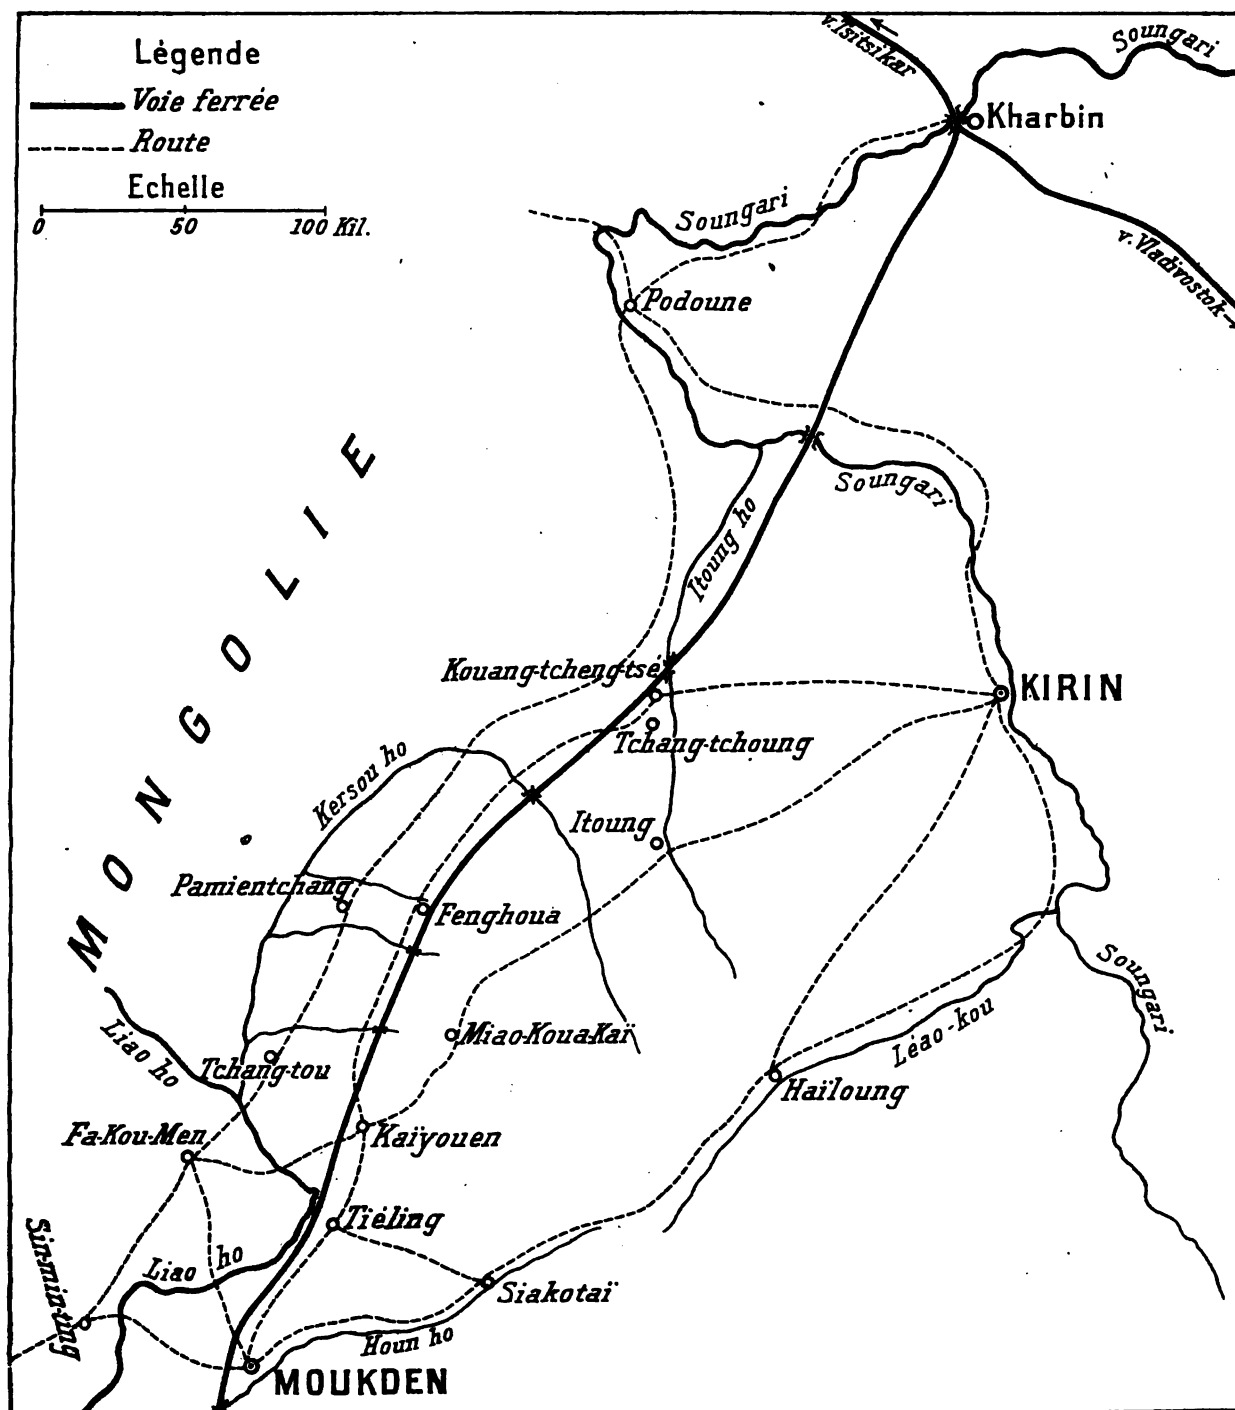 Légende
Voie ferrée
Route
Echelle
0 50 100 Kil.
v. Tsitsikar
Soungari
Kharbin
v. Vladivostok
Soungari
Podoune
Soungari
Itoung ho
MONGOLIE
Kouang-tcheng-tsé
KIRIN
Tchang-tchoung
Kersou ho
Itoung
Pamientchang
Fenghoua
Soungari
Liao ho
Miao-Koua-Kaï
Léao-kou
Tchang-tou
Haïloung
Fa-Kou-Men
Kaïyouen
Tiéling
Sin-min-ting
Liao ho
Siakotaï
Houn ho
MOUKDEN